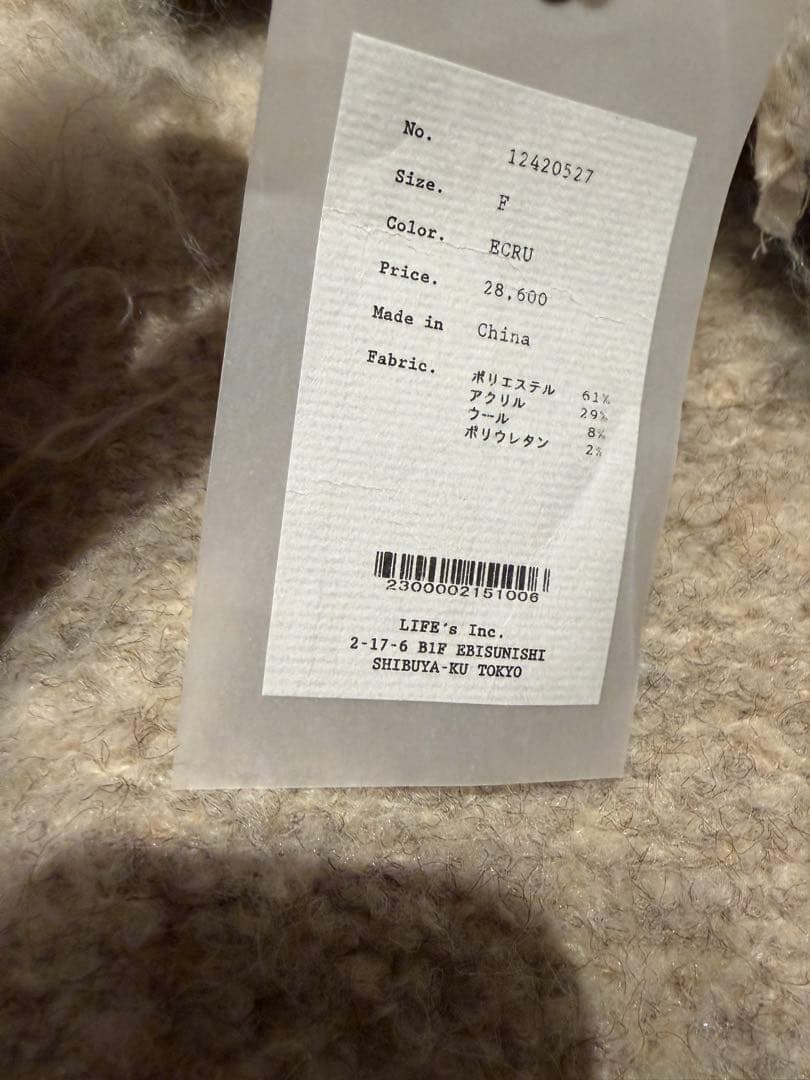 No. 12420527
Size. F
Color. ECRU
Price. 28,600
Made in China
Fabric. ポリエステル 61%
アクリル 29%
ウール 8%
ポリウレタン 2%
2300002151006
LIFE's Inc.
2-17-6 B1F EBISUNISHI
SHIBUYA-KU TOKYO